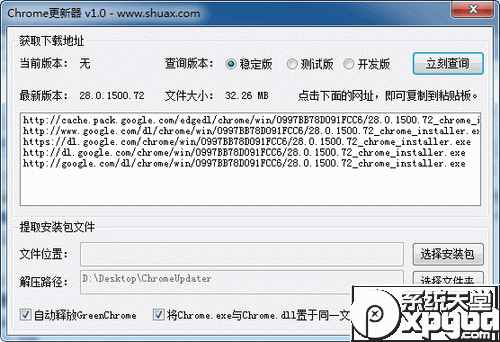 Chrome更新器 v1.0 - www.shuax.com
获取下载地址
当前版本: 无 查询版本: 稳定版 测试版 开发版 立刻查询
最新版本: 28.0.1500.72 文件大小: 32.26 MB 点击下面的网址，即可复制到粘贴板。
http://cache.pack.google.com/edgedl/chrome/win/0997BB78D091FCC6/28.0.1500.72_chrome_i
http://www.google.com/dl/chrome/win/0997BB78D091FCC6/28.0.1500.72_chrome_installer.exe
https://dl.google.com/chrome/win/0997BB78D091FCC6/28.0.1500.72_chrome_installer.exe
http://dl.google.com/chrome/win/0997BB78D091FCC6/28.0.1500.72_chrome_installer.exe
http://google.com/dl/chrome/win/0997BB78D091FCC6/28.0.1500.72_chrome_installer.exe
提取安装包文件
文件位置: 选择安装包
解压路径: D:\Desktop\ChromeUpdater 选择文件夹
自动释放GreenChrome 将Chrome.exe与Chrome.dll置于同一文
系统天堂
pxpgod
.com